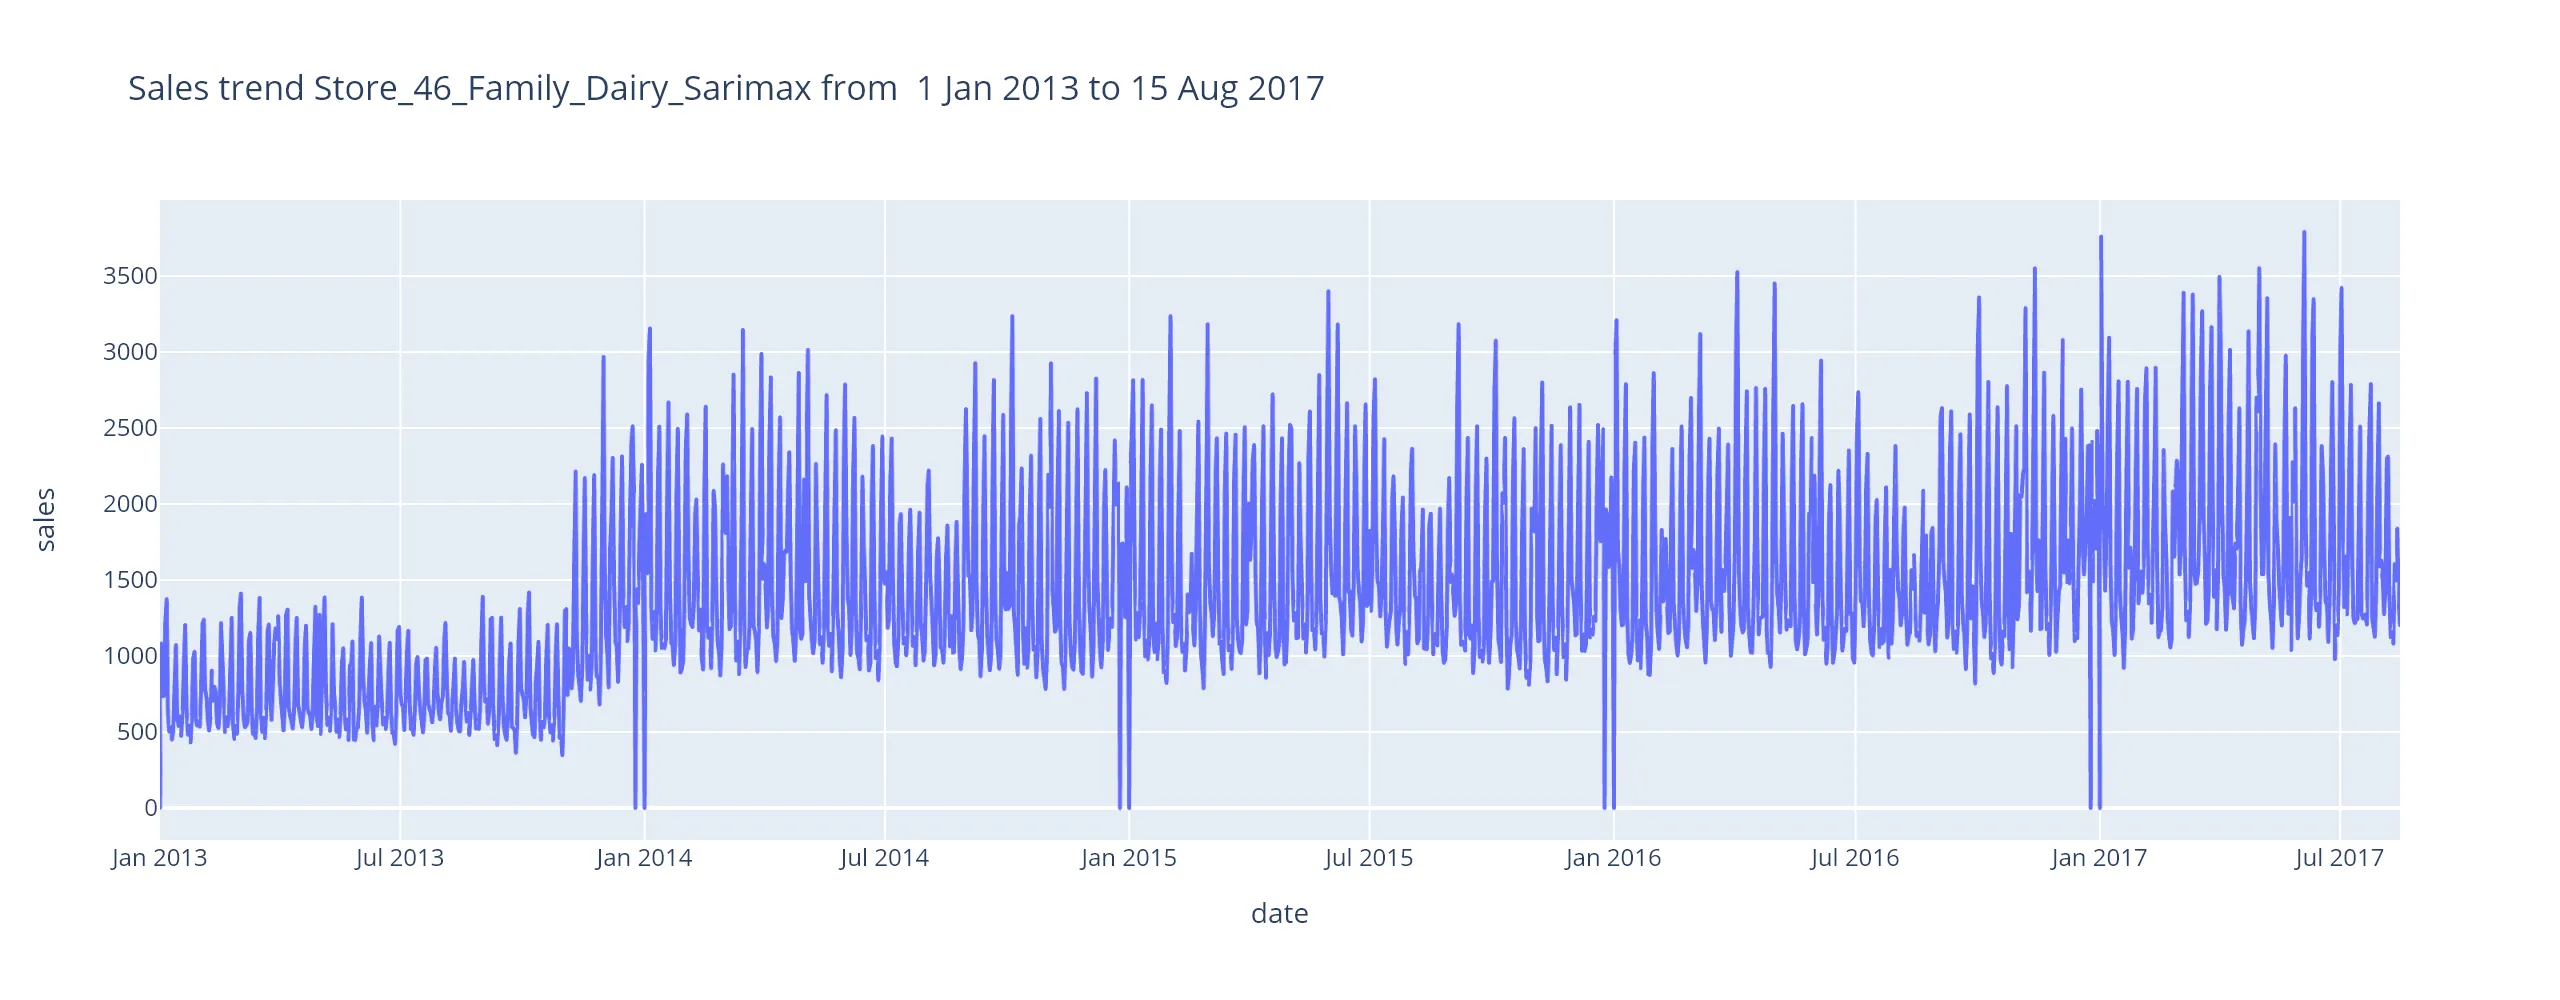 Sales trend Store_46_Family_Dairy_Sarimax from  1 Jan 2013 to 15 Aug 2017
3500
3000
2500
2000
1500
1000
500
0
sales
Jan 2013 Jul 2013 Jan 2014 Jul 2014 Jan 2015 Jul 2015 Jan 2016 Jul 2016 Jan 2017 Jul 2017
date